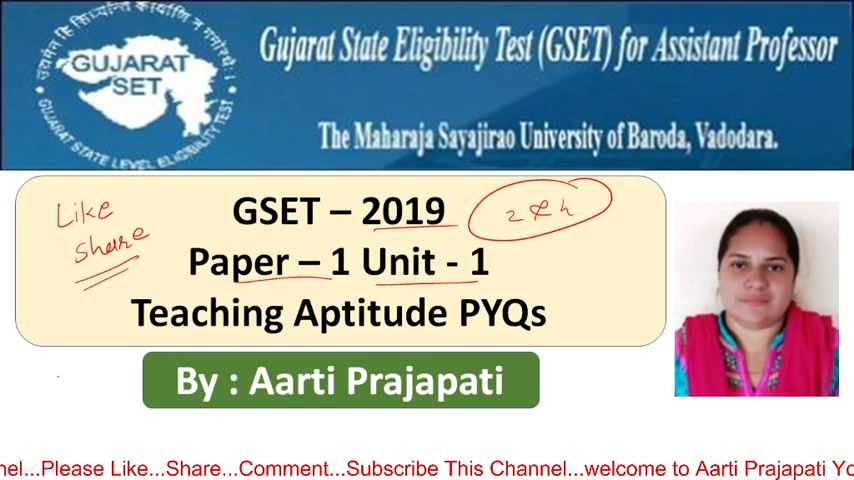 GUJARAT
SET
GUJARAT STATE LEVEL ELIGIBILITY TEST
Gujarat State Eligibility Test (GSET) for Assistant Professor
The Maharaja Sayajirao University of Baroda, Vadodara.
Like
Share
GSET – 2019
Paper – 1 Unit - 1
Teaching Aptitude PYQs
By : Aarti Prajapati
nel...Please Like...Share...Comment...Subscribe This Channel...welcome to Aarti Prajapati Yo